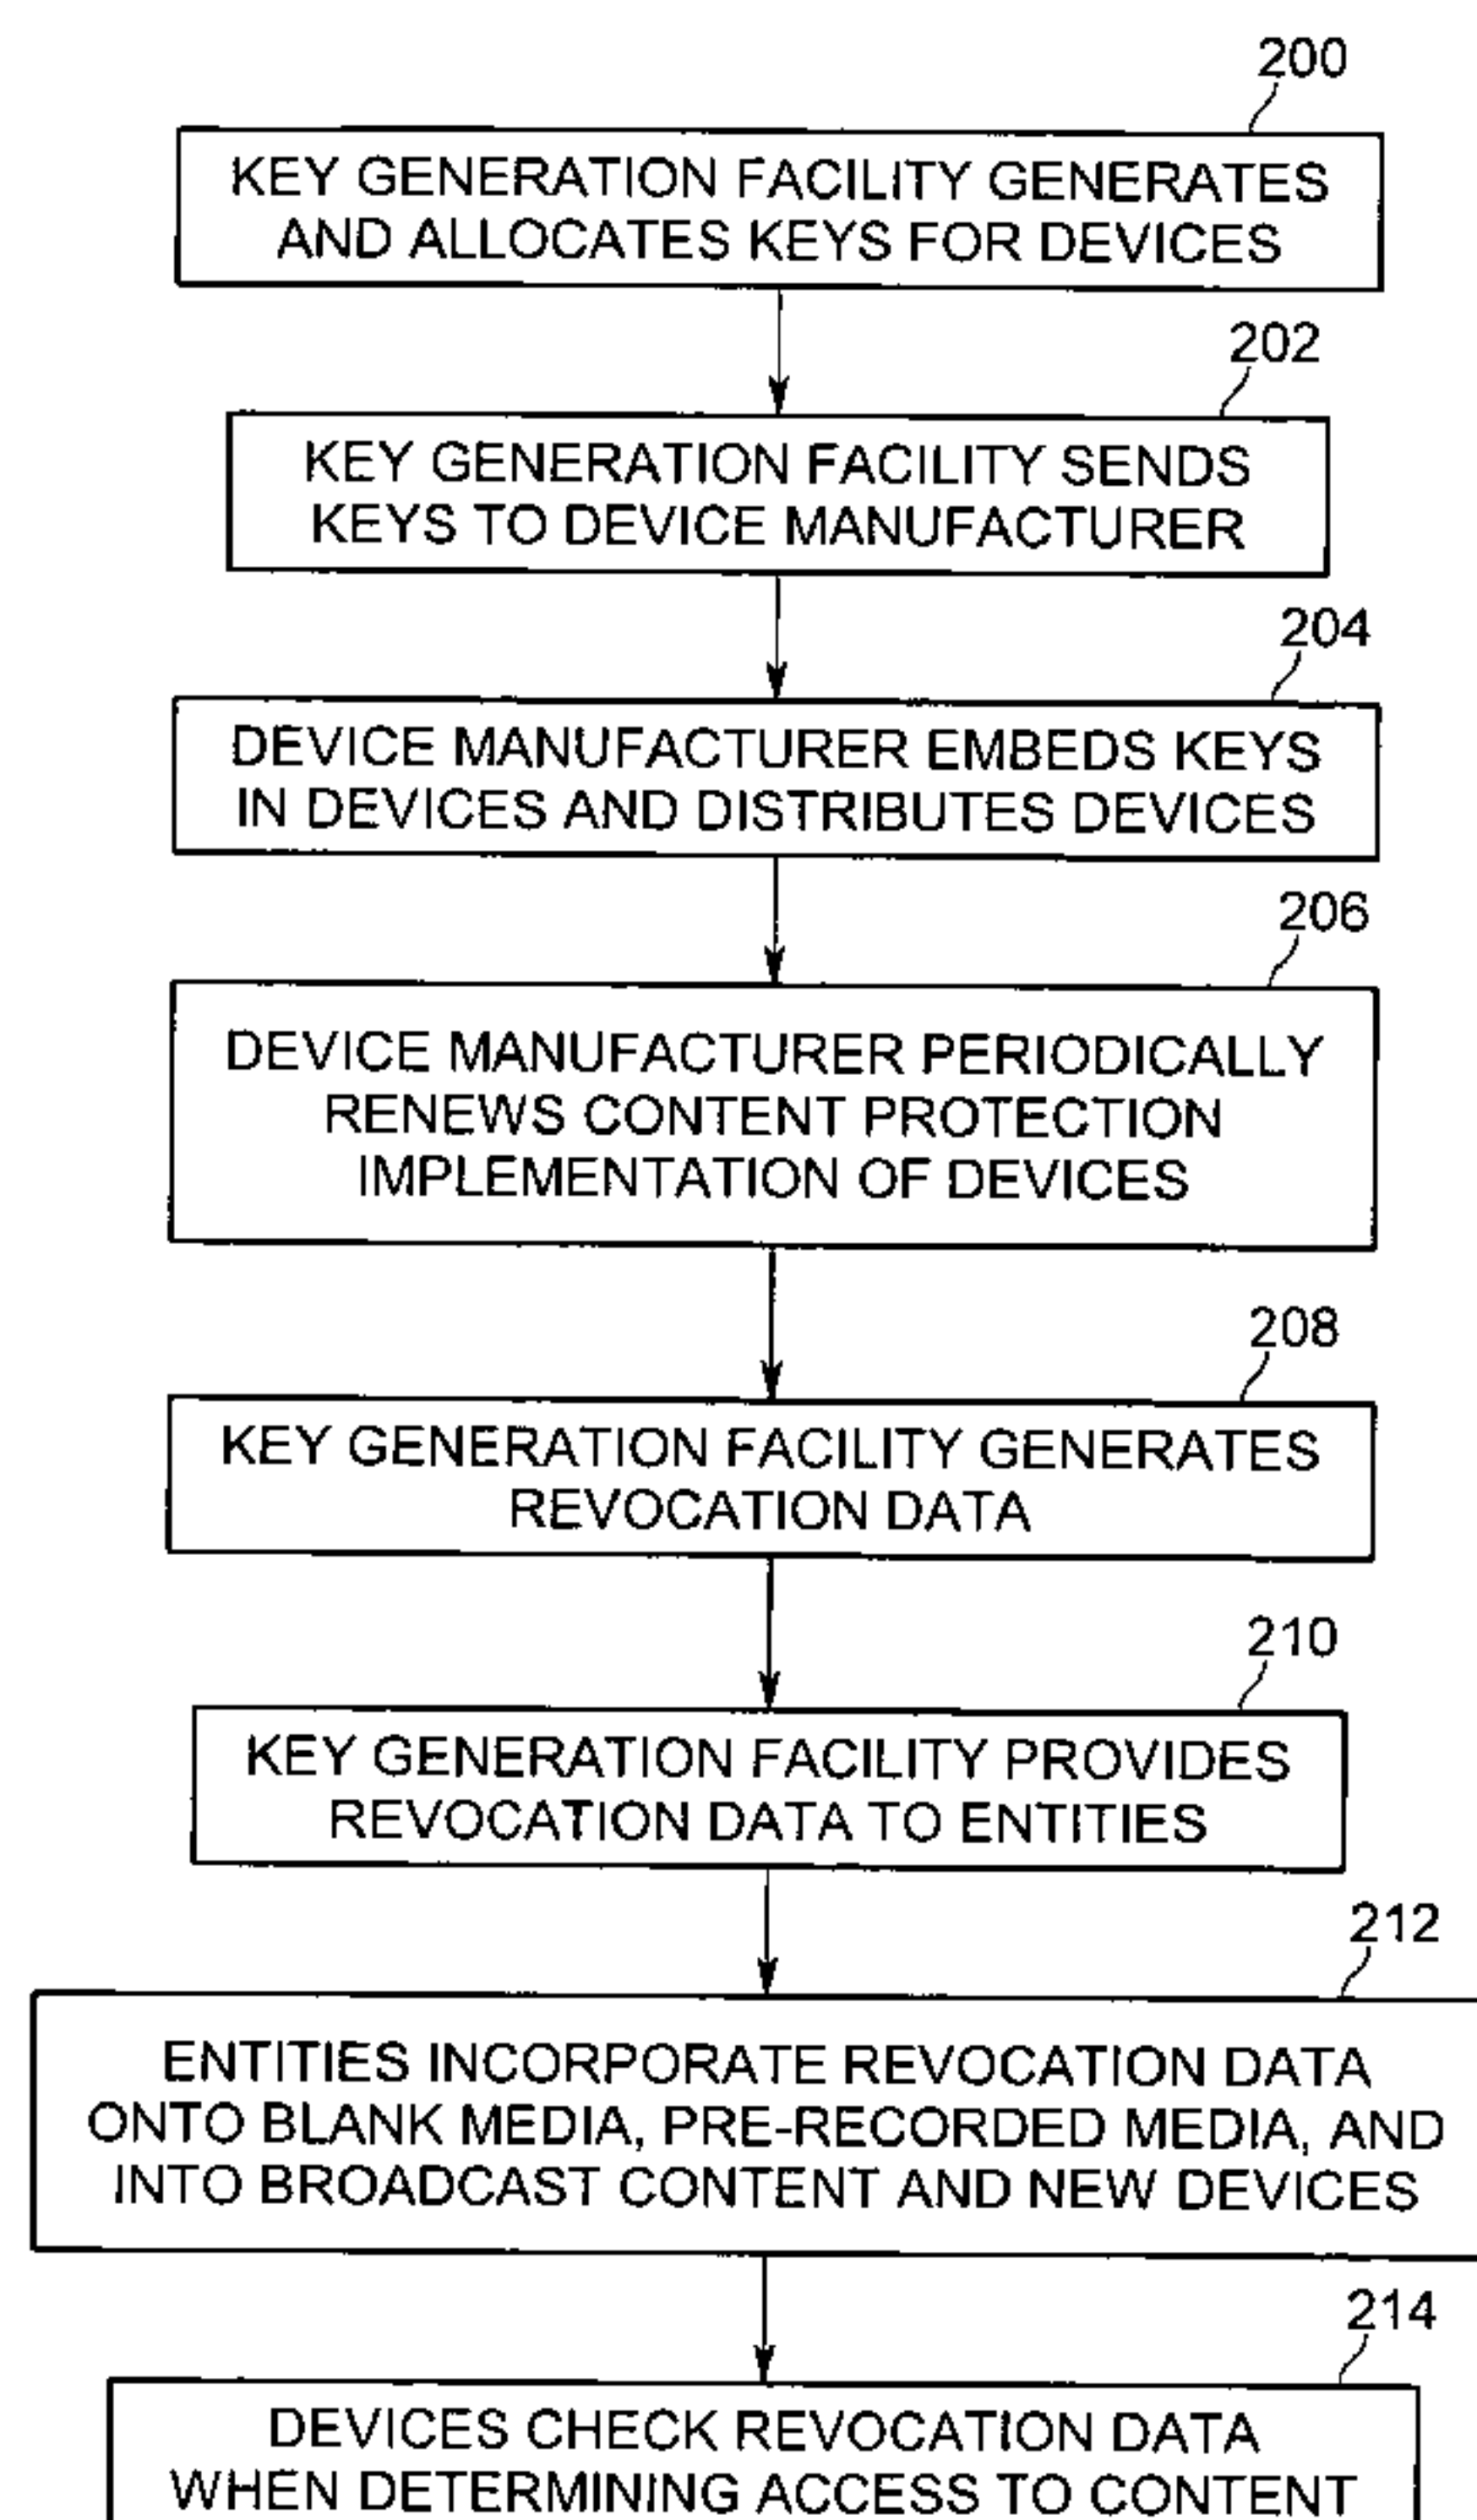 200
KEY GENERATION FACILITY GENERATES
AND ALLOCATES KEYS FOR DEVICES
202
KEY GENERATION FACILITY SENDS
KEYS TO DEVICE MANUFACTURER
204
DEVICE MANUFACTURER EMBEDS KEYS
IN DEVICES AND DISTRIBUTES DEVICES
206
DEVICE MANUFACTURER PERIODICALLY
RENEWS CONTENT PROTECTION
IMPLEMENTATION OF DEVICES
208
KEY GENERATION FACILITY GENERATES
REVOCATION DATA
210
KEY GENERATION FACILITY PROVIDES
REVOCATION DATA TO ENTITIES
212
ENTITIES INCORPORATE REVOCATION DATA
ONTO BLANK MEDIA, PRE-RECORDED MEDIA, AND
INTO BROADCAST CONTENT AND NEW DEVICES
214
DEVICES CHECK REVOCATION DATA
WHEN DETERMINING ACCESS TO CONTENT